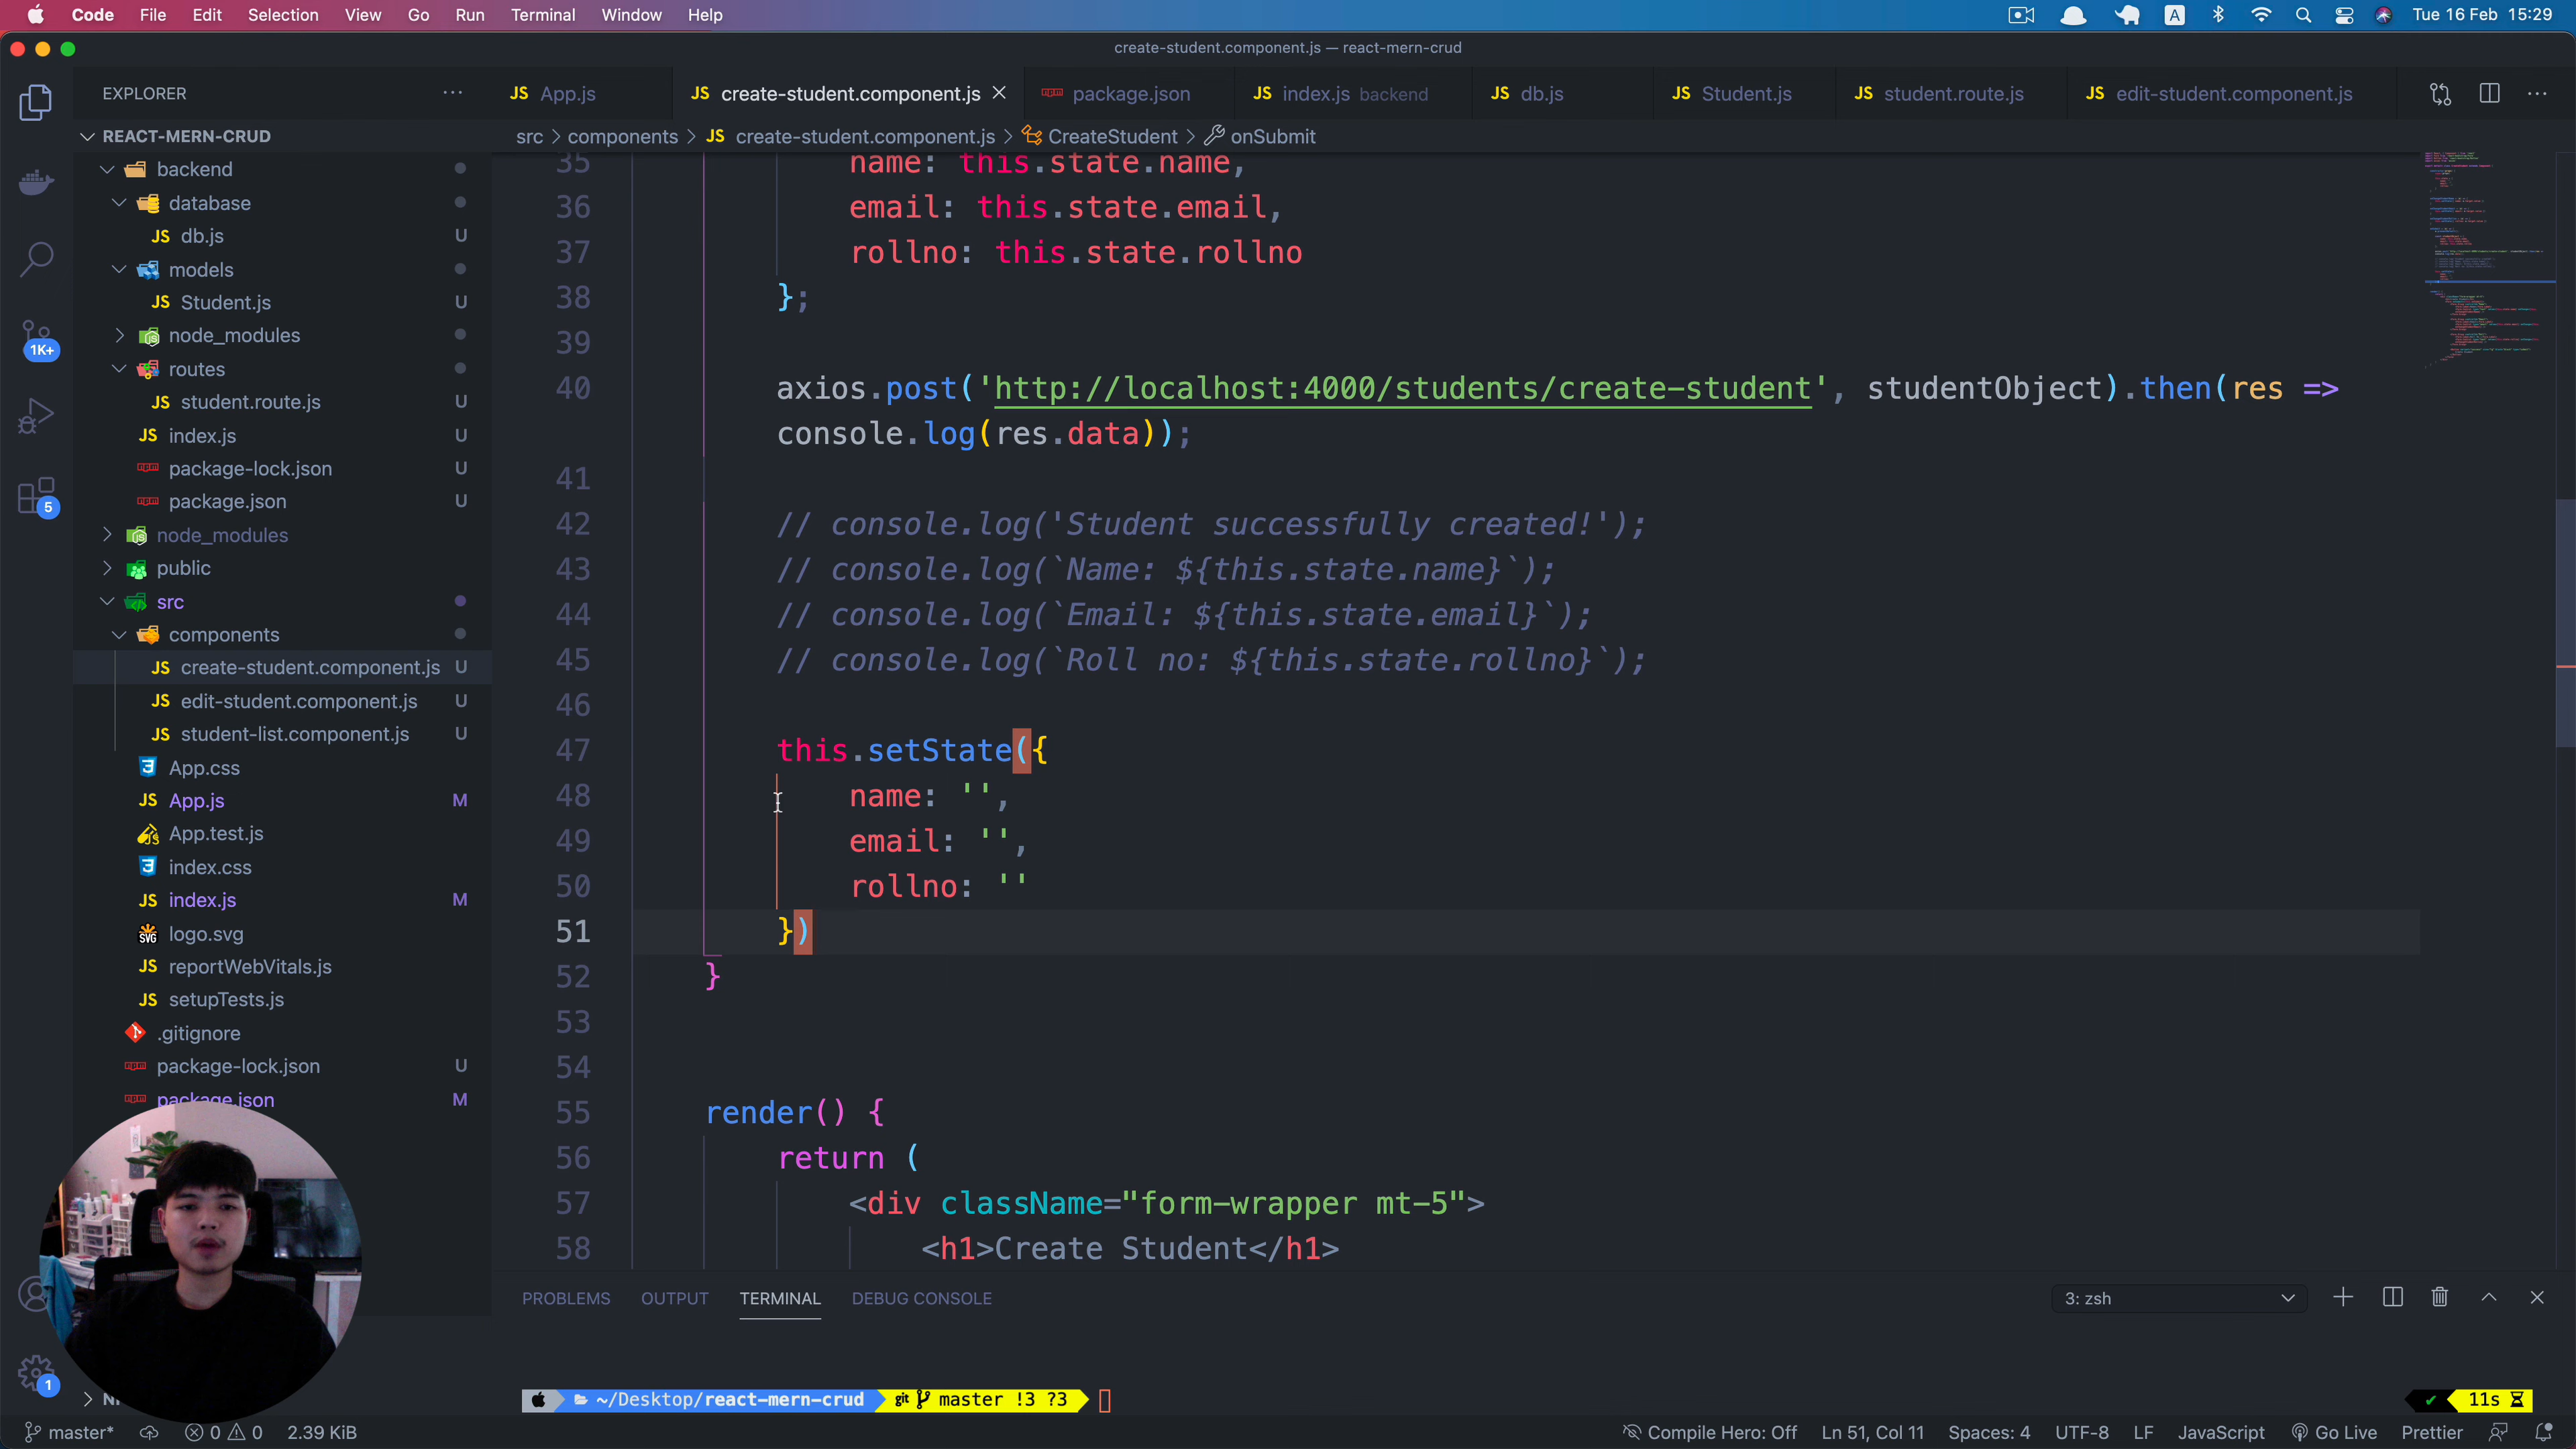 Code File Edit Selection View Go Run Terminal Window Help A Tue 16 Feb 15:29
create-student.component.js — react-mern-crud
EXPLORER ···
JS App.js JS create-student.component.js package.json JS index.js backend JS db.js JS Student.js JS student.route.js JS edit-student.component.js ···
src > components > JS create-student.component.js > CreateStudent > onSubmit
REACT-MERN-CRUD
backend
database
JS db.js U
models
JS Student.js U
node_modules
routes
JS student.route.js U
JS index.js U
package-lock.json U
package.json U
node_modules
public
src
components
JS create-student.component.js U
JS edit-student.component.js U
JS student-list.component.js U
App.css
JS App.js M
App.test.js
index.css
JS index.js M
SVG logo.svg
JS reportWebVitals.js
JS setupTests.js
.gitignore
package-lock.json U
package.json M
1K+
5
1
35 name: this.state.name,
36 email: this.state.email,
37 rollno: this.state.rollno
38 };
39
40 axios.post('http://localhost:4000/students/create-student', studentObject).then(res =>
console.log(res.data));
41
42 // console.log('Student successfully created!');
43 // console.log(`Name: ${this.state.name}`);
44 // console.log(`Email: ${this.state.email}`);
45 // console.log(`Roll no: ${this.state.rollno}`);
46
47 this.setState({
48 name: '',
49 email: '',
50 rollno: ''
51 })
52 }
53
54
55 render() {
56 return (
57 <div className="form-wrapper mt-5">
58 <h1>Create Student</h1>
PROBLEMS OUTPUT TERMINAL DEBUG CONSOLE 3: zsh
~/Desktop/react-mern-crud git master !3 ?3 ✔ 11s
master* 0 0 2.39 KiB Compile Hero: Off Ln 51, Col 11 Spaces: 4 UTF-8 LF JavaScript Go Live Prettier